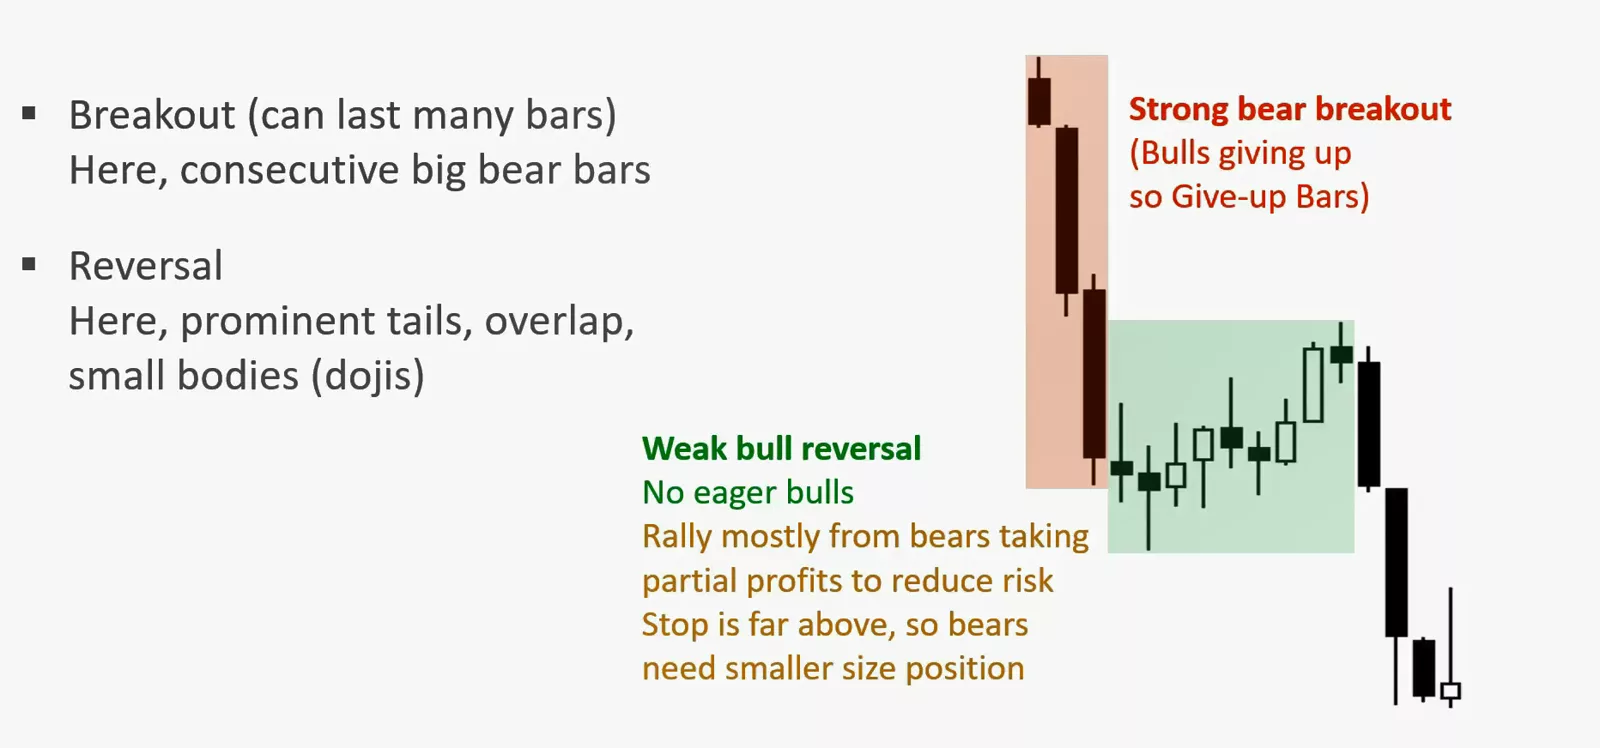 Breakout (can last many bars)
Here, consecutive big bear bars
Reversal
Here, prominent tails, overlap,
small bodies (dojis)
Strong bear breakout
(Bulls giving up
so Give-up Bars)
Weak bull reversal
No eager bulls
Rally mostly from bears taking
partial profits to reduce risk
Stop is far above, so bears
need smaller size position